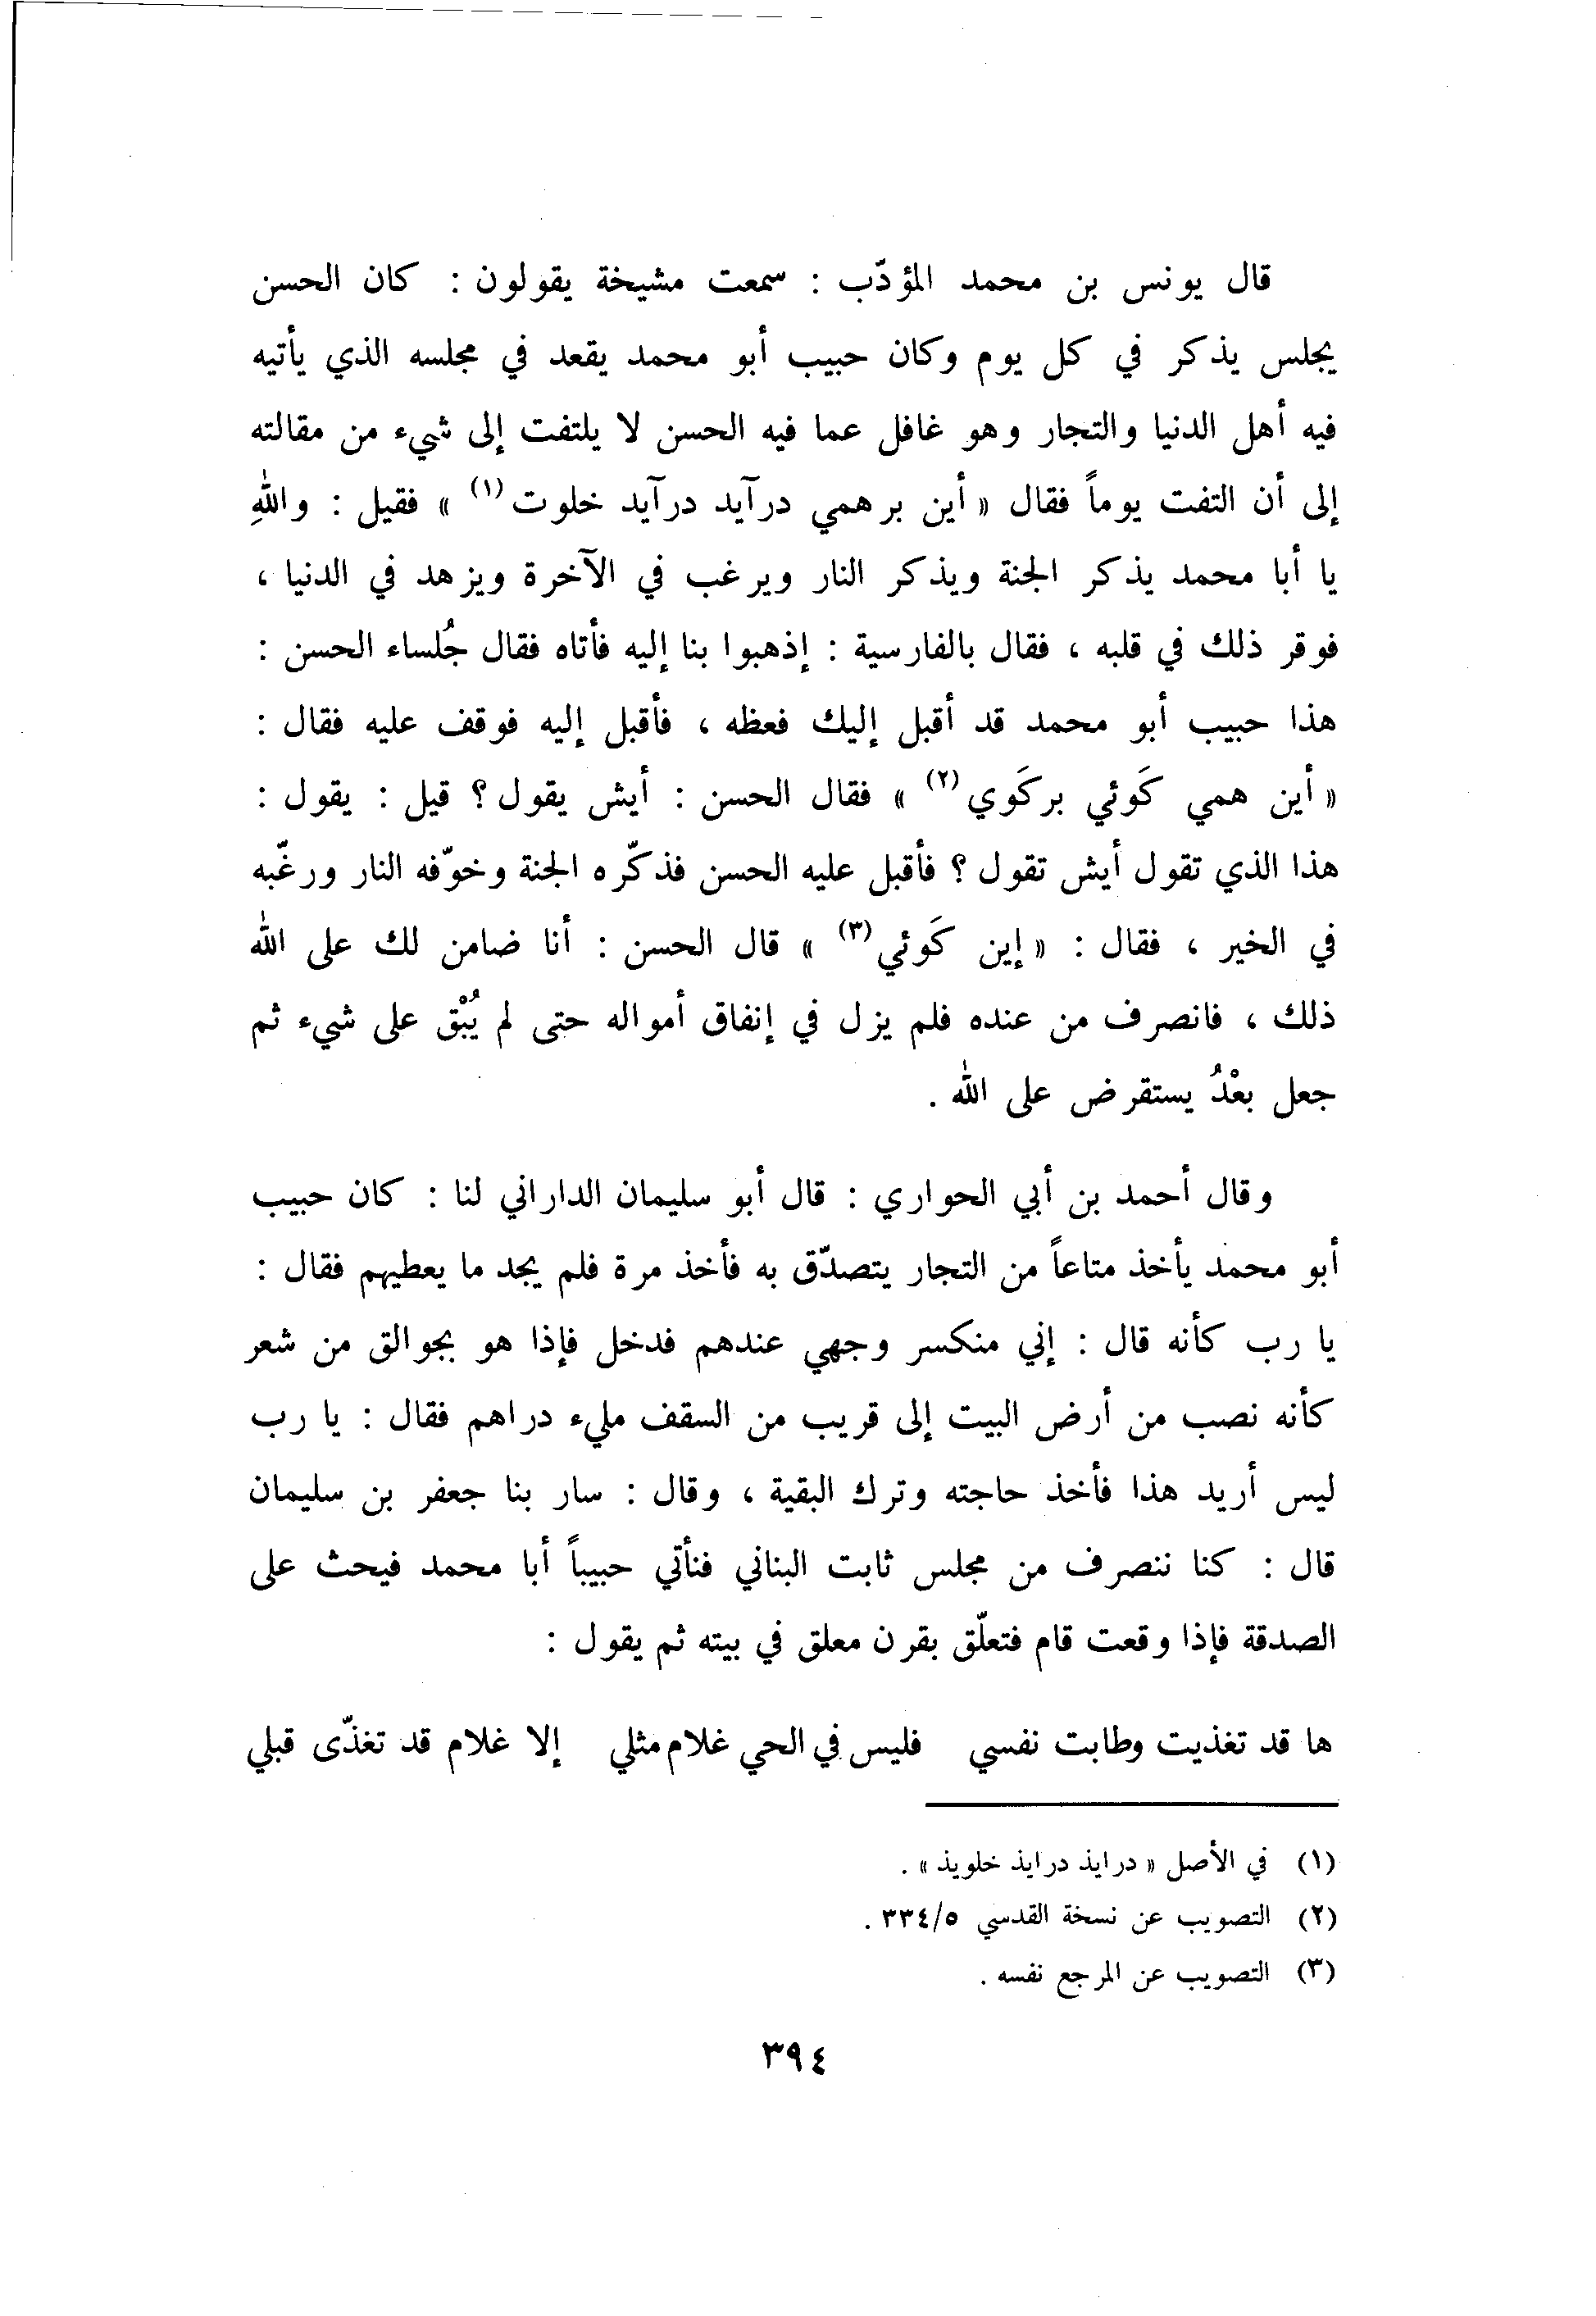 قال يونس بن محمد المؤدّب : سمعت مشيخة يقولون : كان الحسن
يجلس يذكر في كل يوم وكان حبيب أبو محمد يقعد في مجلسه الذي يأتيه
فيه أهل الدنيا والتجار وهو غافل عما فيه الحسن لا يلتفت إلى شيء من مقالته
إلى أن التفت يوماً فقال « أين برهمي درآيد درآيد خلوت (١) » فقيل : واللهِ
يا أبا محمد يذكر الجنة ويذكر النار ويرغب في الآخرة ويزهد في الدنيا ،
فوقر ذلك في قلبه ، فقال بالفارسية : إذهبوا بنا إليه فأتاه فقال جُلساء الحسن :
هذا حبيب أبو محمد قد أقبل إليك فعظه ، فأقبل إليه فوقف عليه فقال :
« أين همي كَوئي بركَوي (٢) » فقال الحسن : أيش يقول ؟ قيل : يقول :
هذا الذي تقول أيش تقول ؟ فأقبل عليه الحسن فذكّره الجنة وخوّفه النار ورغّبه
في الخير ، فقال : « إين كَوئي (٣) » قال الحسن : أنا ضامن لك على الله
ذلك ، فانصرف من عنده فلم يزل في إنفاق أمواله حتى لم يُبْق على شيء ثم
جعل بعْدُ يستقرض على الله .
وقال أحمد بن أبي الحواري : قال أبو سليمان الداراني لنا : كان حبيب
أبو محمد يأخذ متاعاً من التجار يتصدّق به فأخذ مرة فلم يجد ما يعطيهم فقال :
يا رب كأنه قال : إني منكسر وجهي عندهم فدخل فإذا هو بجوالق من شعر
كأنه نصب من أرض البيت إلى قريب من السقف مليء دراهم فقال : يا رب
ليس أريد هذا فأخذ حاجته وترك البقية ، وقال : سار بنا جعفر بن سليمان
قال : كنا ننصرف من مجلس ثابت البناني فنأتي حبيباً أبا محمد فيحث على
الصدقة فإذا وقعت قام فتعلّق بقرن معلق في بيته ثم يقول :
ها قد تغذيت وطابت نفسي فليس في الحي غلام مثلي إلا غلام قد تغذّى قبلي
(١) في الأصل « درايذ درايذ خلويذ » .
(٢) التصويب عن نسخة القدسي ٣٣٤/٥ .
(٣) التصويب عن المرجع نفسه .
٣٩٤